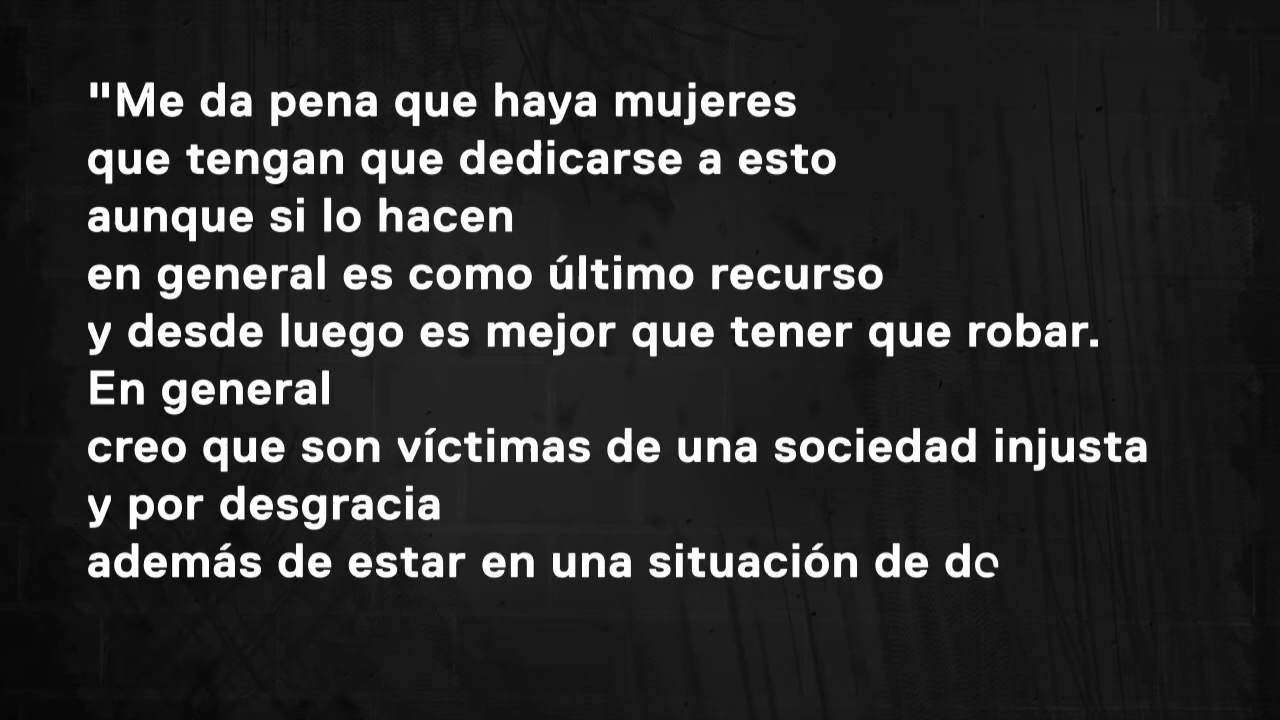 "Me da pena que haya mujeres
que tengan que dedicarse a esto
aunque si lo hacen
en general es como último recurso
y desde luego es mejor que tener que robar.
En general
creo que son víctimas de una sociedad injusta
y por desgracia
además de estar en una situación de